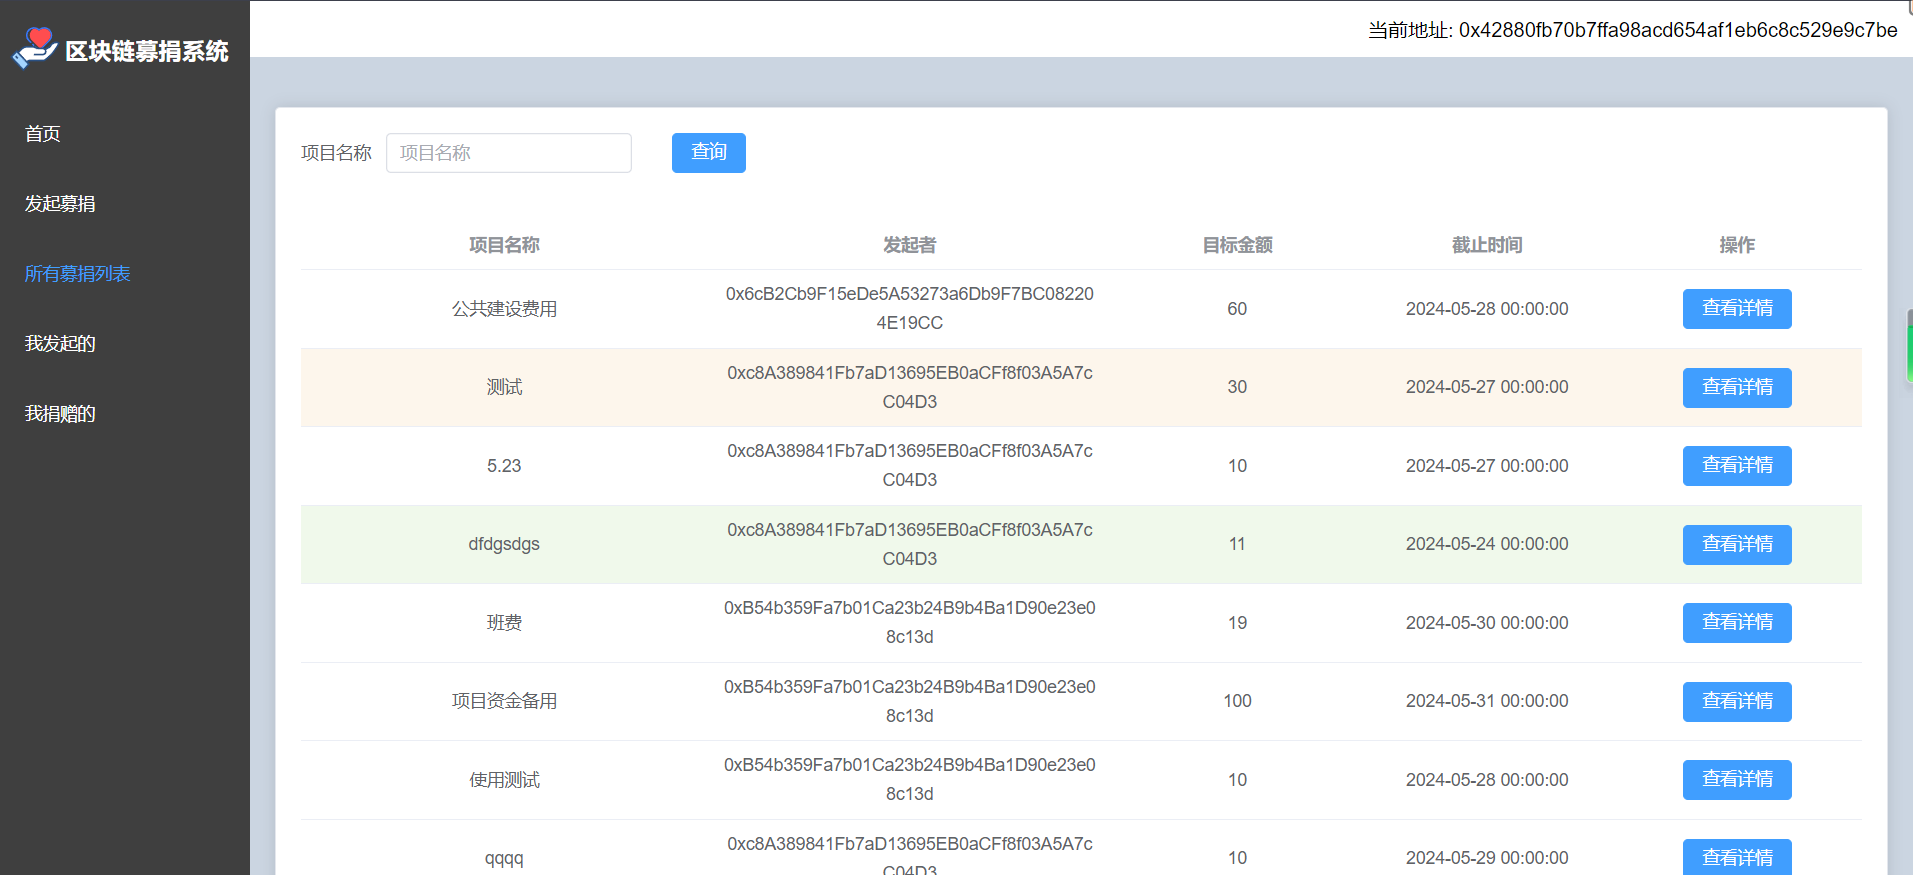 区块链募捐系统
当前地址: 0x42880fb70b7ffa98acd654af1eb6c8c529e9c7be
首页
发起募捐
所有募捐列表
我发起的
我捐赠的
项目名称 项目名称 查询
项目名称 发起者 目标金额 截止时间 操作
公共建设费用 0x6cB2Cb9F15eDe5A53273a6Db9F7BC08220 60 2024-05-28 00:00:00 查看详情
4E19CC
测试 0xc8A389841Fb7aD13695EB0aCFf8f03A5A7c 30 2024-05-27 00:00:00 查看详情
C04D3
5.23 0xc8A389841Fb7aD13695EB0aCFf8f03A5A7c 10 2024-05-27 00:00:00 查看详情
C04D3
dfdgsdgs 0xc8A389841Fb7aD13695EB0aCFf8f03A5A7c 11 2024-05-24 00:00:00 查看详情
C04D3
班费 0xB54b359Fa7b01Ca23b24B9b4Ba1D90e23e0 19 2024-05-30 00:00:00 查看详情
8c13d
项目资金备用 0xB54b359Fa7b01Ca23b24B9b4Ba1D90e23e0 100 2024-05-31 00:00:00 查看详情
8c13d
使用测试 0xB54b359Fa7b01Ca23b24B9b4Ba1D90e23e0 10 2024-05-28 00:00:00 查看详情
8c13d
qqqq 0xc8A389841Fb7aD13695EB0aCFf8f03A5A7c 10 2024-05-29 00:00:00 查看详情
C04D3